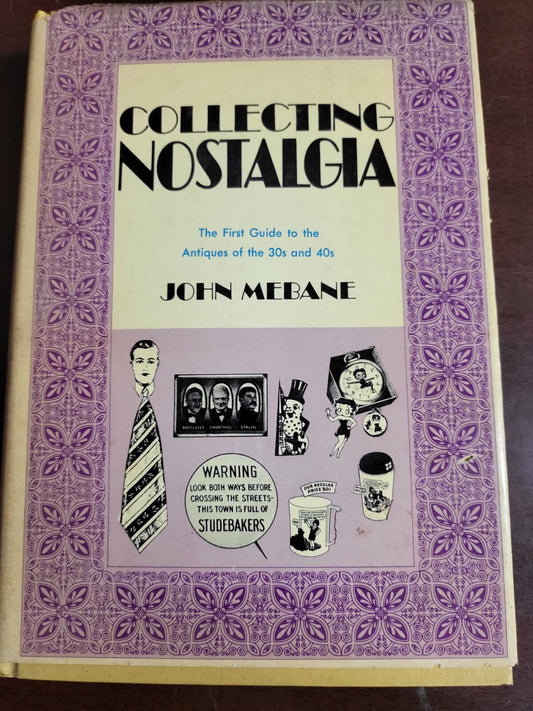 COLLECTING
NOSTALGIA
The First Guide to the
Antiques of the 30s and 40s
JOHN MEBANE
ROOSEVELT CHURCHILL STALIN
WARNING
LOOK BOTH WAYS BEFORE
CROSSING THE STREETS-
THIS TOWN IS FULL OF
STUDEBAKERS
OUR REGULAR
PRICE 50¢